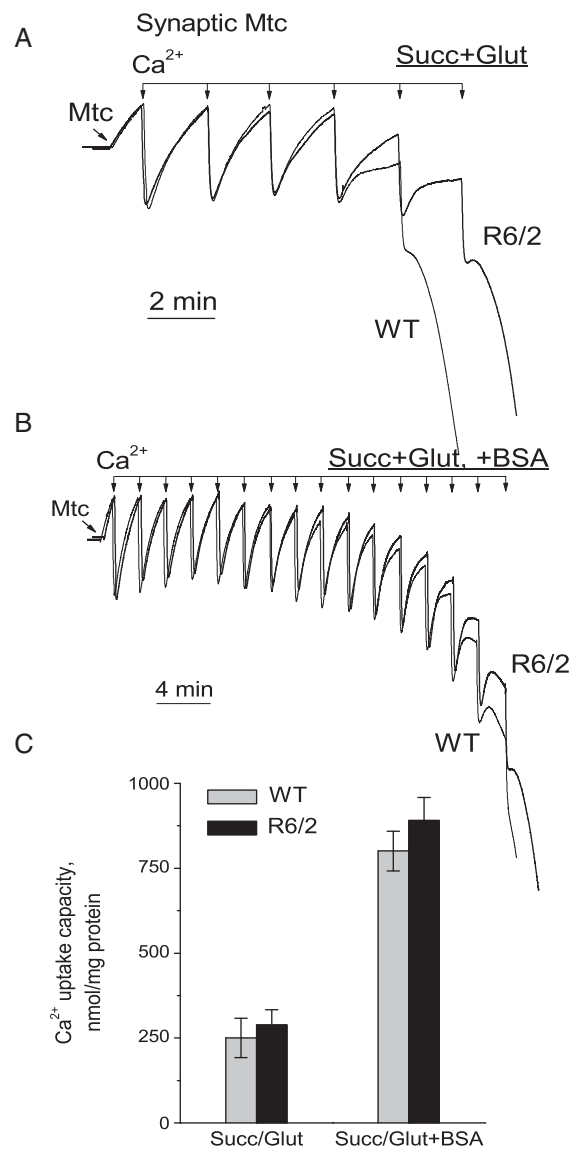 A
Synaptic Mtc
Ca²⁺
Succ+Glut
Mtc
R6/2
2 min
WT
B
Ca²⁺
Succ+Glut, +BSA
Mtc
R6/2
4 min
WT
C
1000
WT
R6/2
750
Ca²⁺ uptake capacity,
nmol/mg protein
500
250
0
Succ/Glut
Succ/Glut+BSA